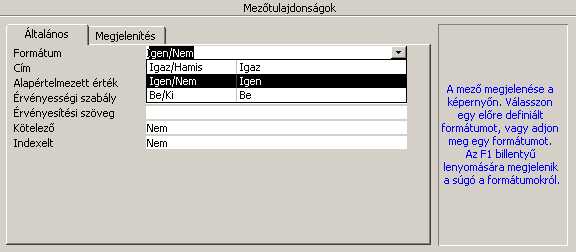 Mezőtulajdonságok
Általános Megjelenítés
Formátum Igen/Nem
Cím Igaz/Hamis Igaz
Alapértelmezett érték Igen/Nem Igen
Érvényességi szabály Be/Ki Be
Érvényesítési szöveg
Kötelező Nem
Indexelt Nem
A mező megjelenése a
képernyőn. Válasszon
egy előre definiált
formátumot, vagy adjon
meg egy formátumot.
Az F1 billentyű
lenyomására megjelenik
a súgó a formátumokról.